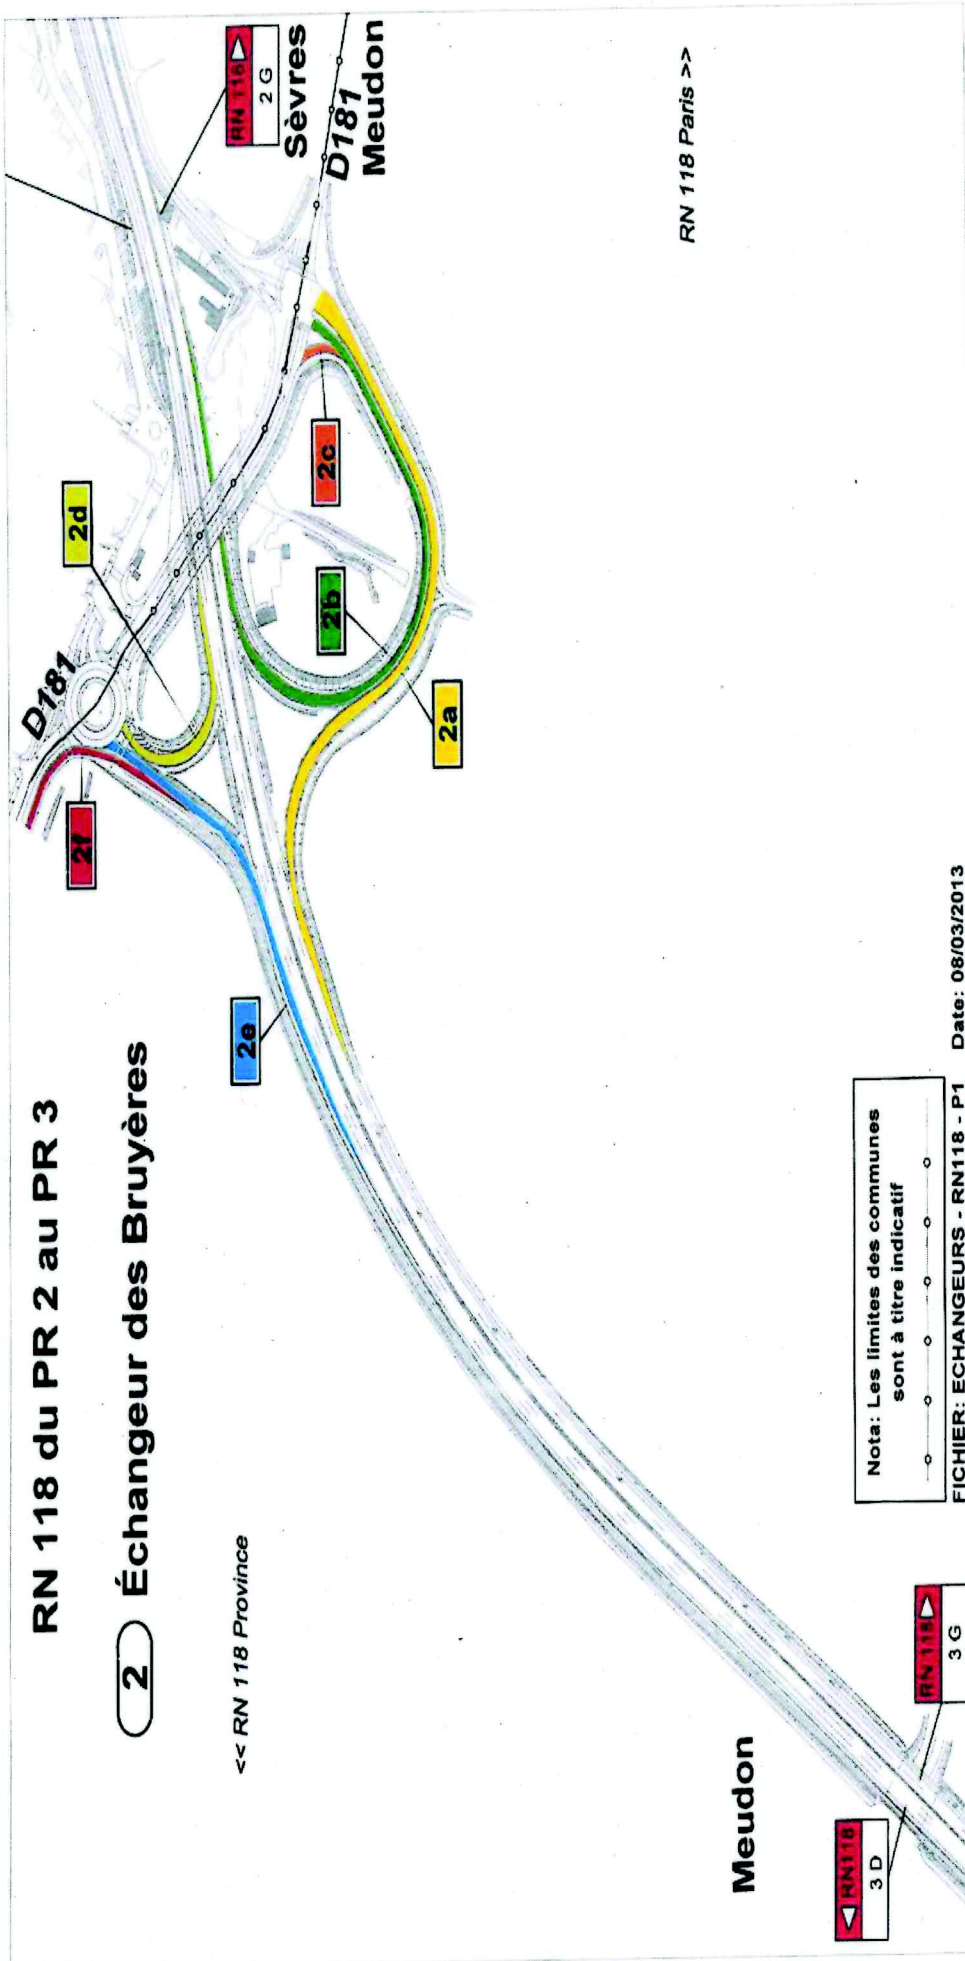 RN 118 du PR 2 au PR 3
2 Échangeur des Bruyères
<< RN 118 Province
RN 118 Paris >>
D181
2f
2d
2e
2a
2b
2c
RN 118
2 G
Sèvres
D181
Meudon
Meudon
RN118
3 D
RN 118
3 G
Nota: Les limites des communes
sont à titre indicatif
FICHIER: ECHANGEURS - RN118 - P1 Date: 08/03/2013